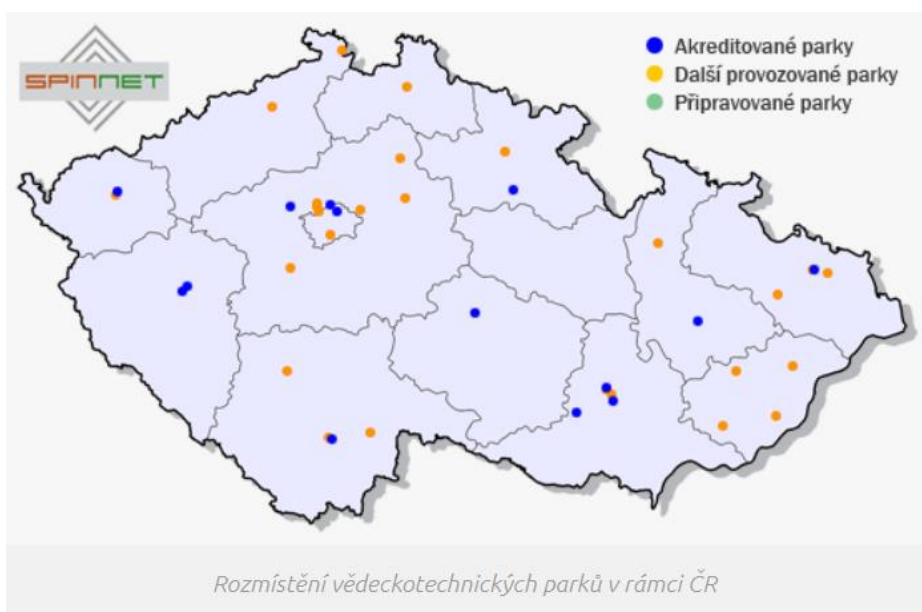 SPINNET
Akreditované parky
Další provozované parky
Připravované parky
Rozmístění vědeckotechnických parků v rámci ČR